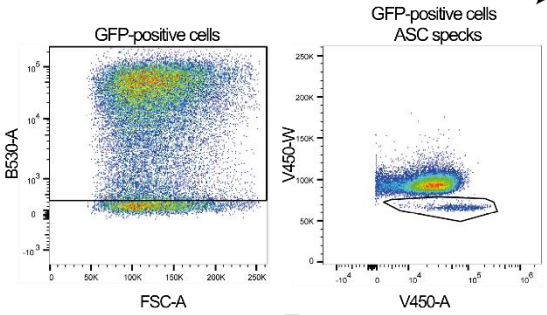 GFP-positive cells
B530-A
10^5
10^4
10^3
0
-10^3
0 50K 100K 150K 200K 250K
FSC-A
GFP-positive cells
ASC specks
V450-W
250K
200K
150K
100K
50K
0
-10^4 0 10^4 10^5 10^6
V450-A